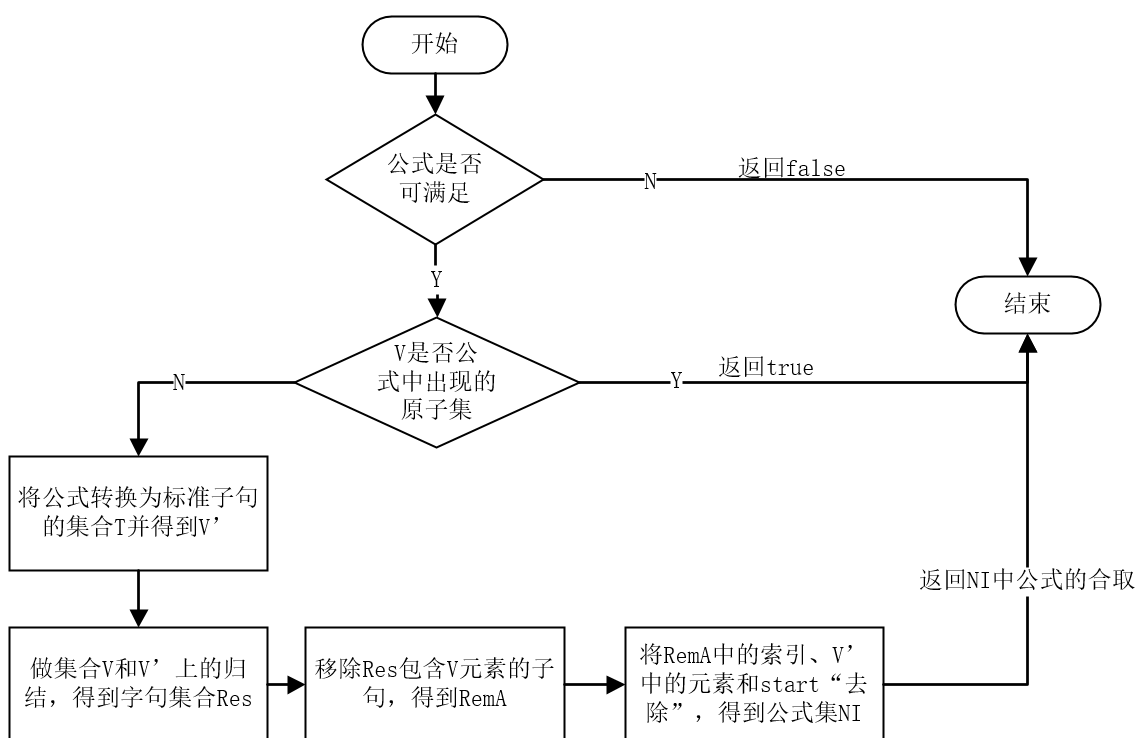 开始
公式是否
可满足
N
返回false
Y
结束
V是否公
式中出现的
原子集
N
Y
返回true
将公式转换为标准子句
的集合T并得到V’
返回NI中公式的合取
做集合V和V’上的归
结，得到字句集合Res
移除Res包含V元素的子
句，得到RemA
将RemA中的索引、V’
中的元素和start“去
除”，得到公式集NI